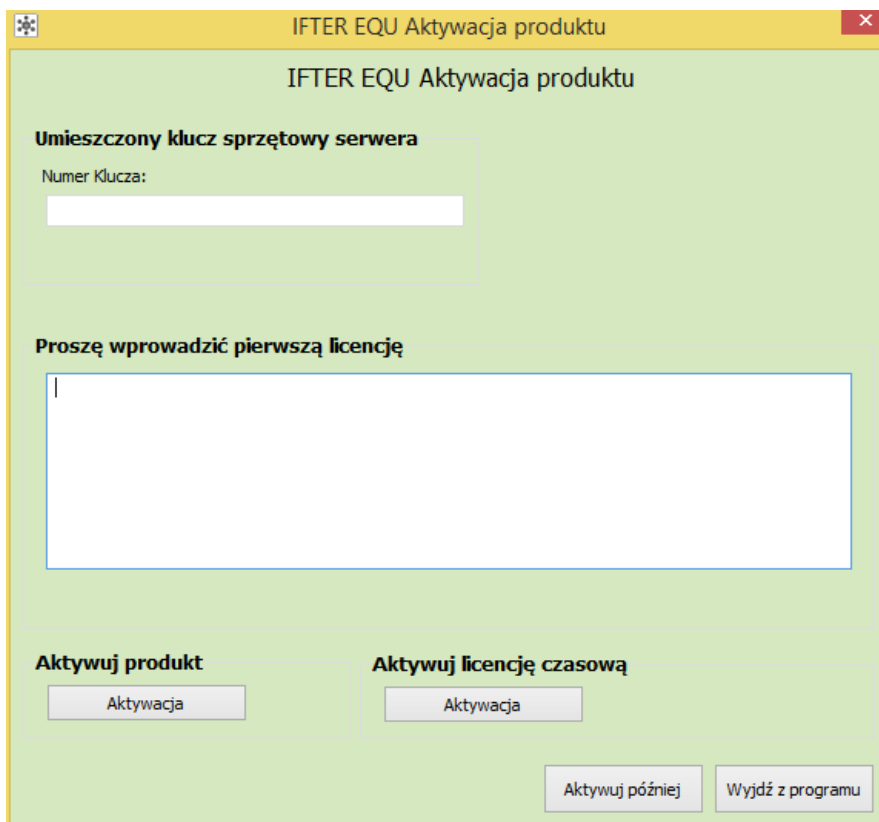 IFTER EQU Aktywacja produktu
IFTER EQU Aktywacja produktu
Umieszczony klucz sprzętowy serwera
Numer Klucza:
Proszę wprowadzić pierwszą licencję
Aktywuj produkt
Aktywacja
Aktywuj licencję czasową
Aktywacja
Aktywuj później
Wyjdź z programu